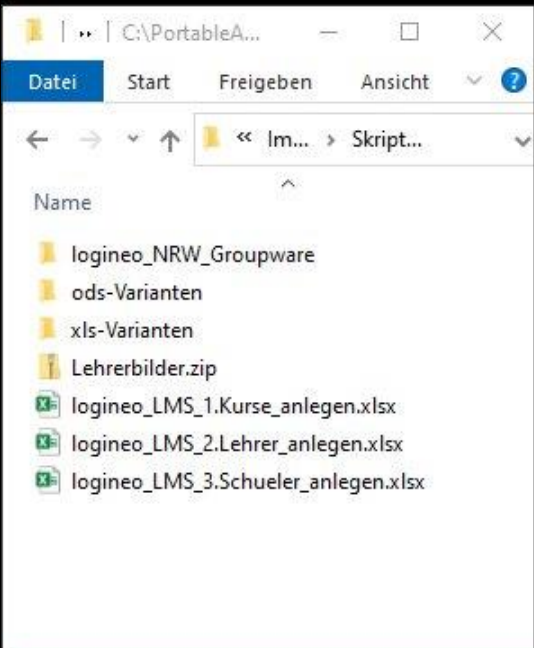 C:\PortableA...
Datei Start Freigeben Ansicht ?
« Im... › Skript...
Name
logineo_NRW_Groupware
ods-Varianten
xls-Varianten
Lehrerbilder.zip
logineo_LMS_1.Kurse_anlegen.xlsx
logineo_LMS_2.Lehrer_anlegen.xlsx
logineo_LMS_3.Schueler_anlegen.xlsx